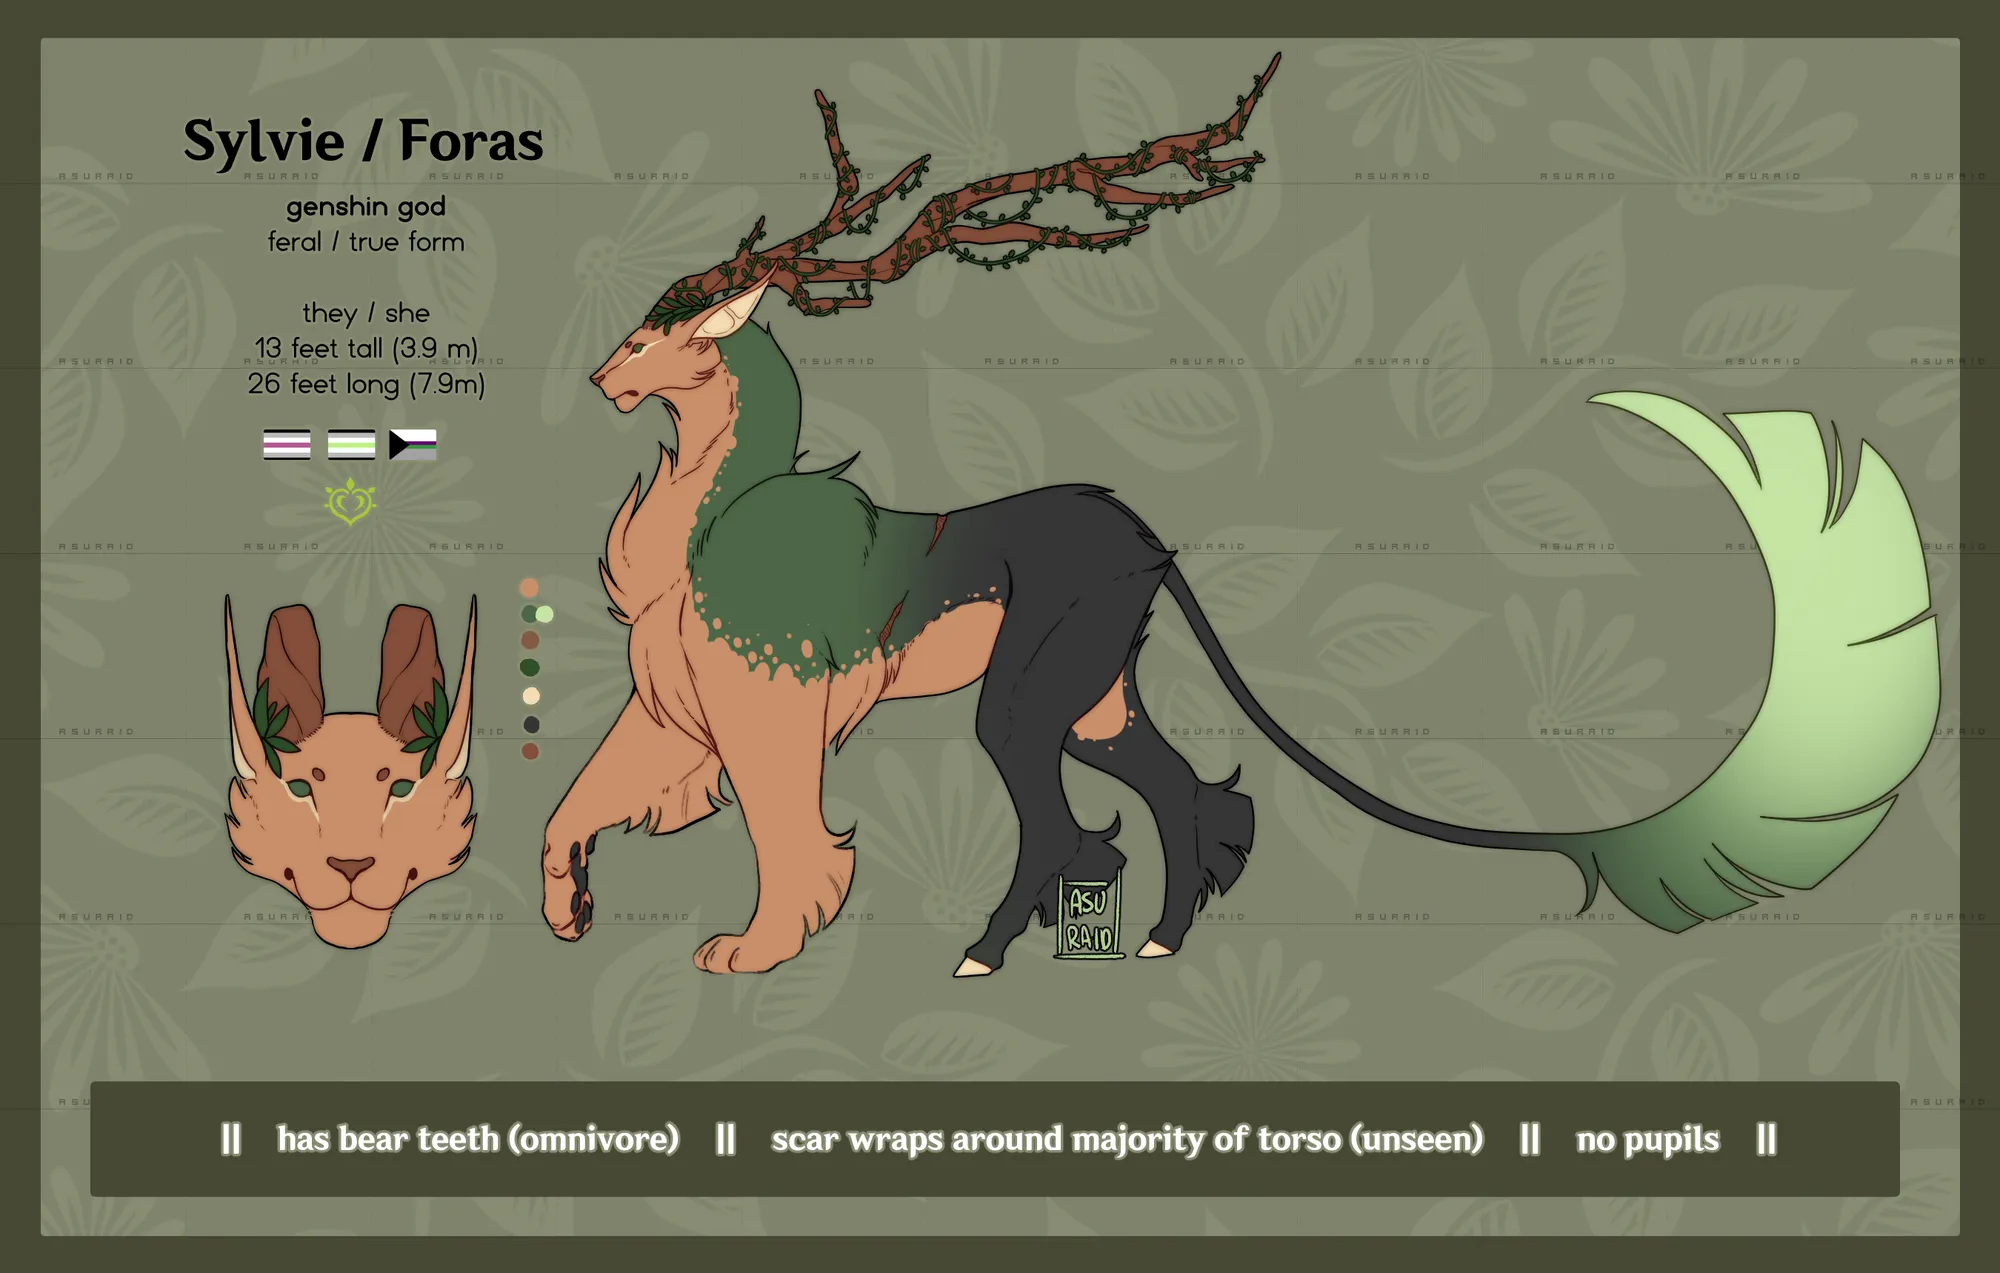 Sylvie / Foras
genshin god
feral / true form
they / she
13 feet tall (3.9 m)
26 feet long (7.9m)
ASU
RAID
|| has bear teeth (omnivore) || scar wraps around majority of torso (unseen) || no pupils ||
ASURAID